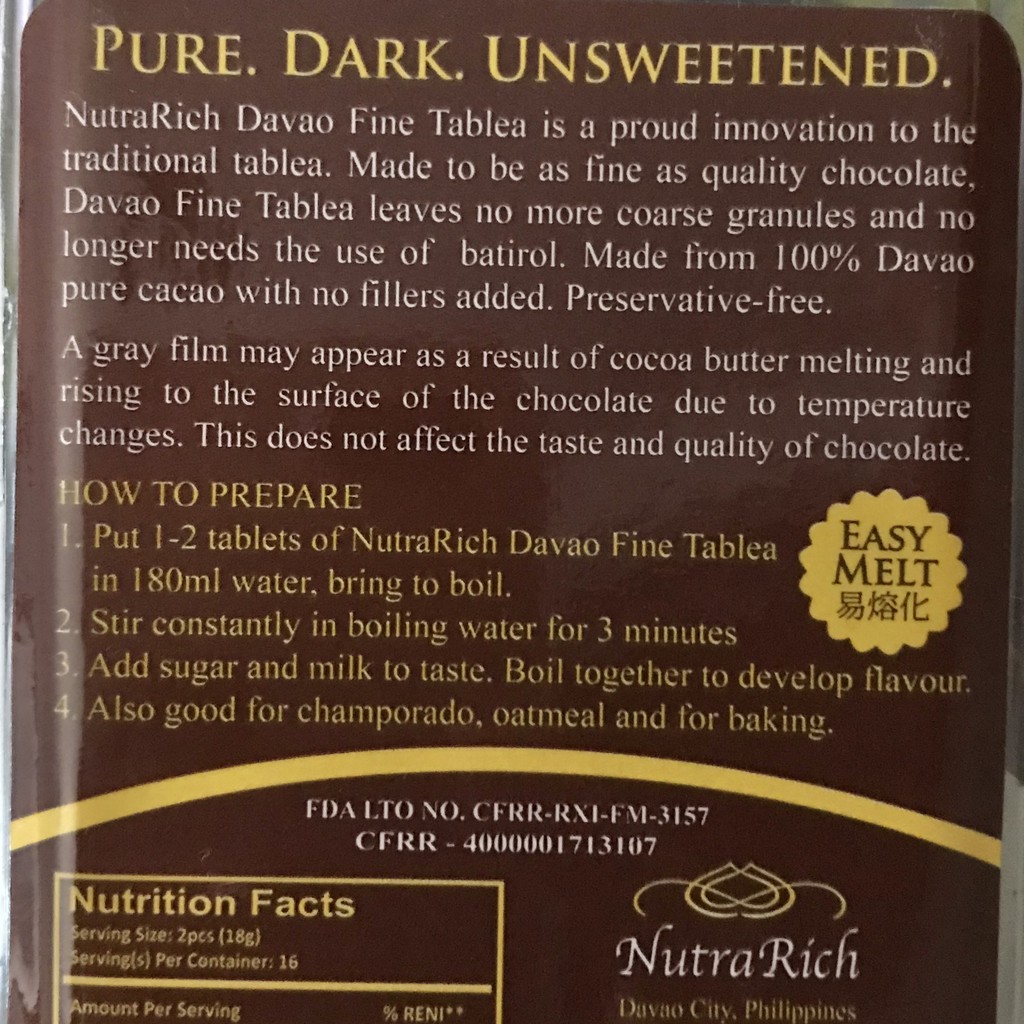 PURE. DARK. UNSWEETENED.
NutraRich Davao Fine Tablea is a proud innovation to the
traditional tablea. Made to be as fine as quality chocolate,
Davao Fine Tablea leaves no more coarse granules and no
longer needs the use of batirol. Made from 100% Davao
pure cacao with no fillers added. Preservative-free.
A gray film may appear as a result of cocoa butter melting and
rising to the surface of the chocolate due to temperature
changes. This does not affect the taste and quality of chocolate.
HOW TO PREPARE
1. Put 1-2 tablets of NutraRich Davao Fine Tablea
in 180ml water, bring to boil.
2. Stir constantly in boiling water for 3 minutes
3. Add sugar and milk to taste. Boil together to develop flavour.
4. Also good for champorado, oatmeal and for baking.
EASY
MELT
易熔化
FDA LTO NO. CFRR-RXI-FM-3157
CFRR - 4000001713107
Nutrition Facts
Serving Size: 2pcs (18g)
Serving(s) Per Container: 16
Amount Per Serving % RENI**
NutraRich
Davao City, Philippines